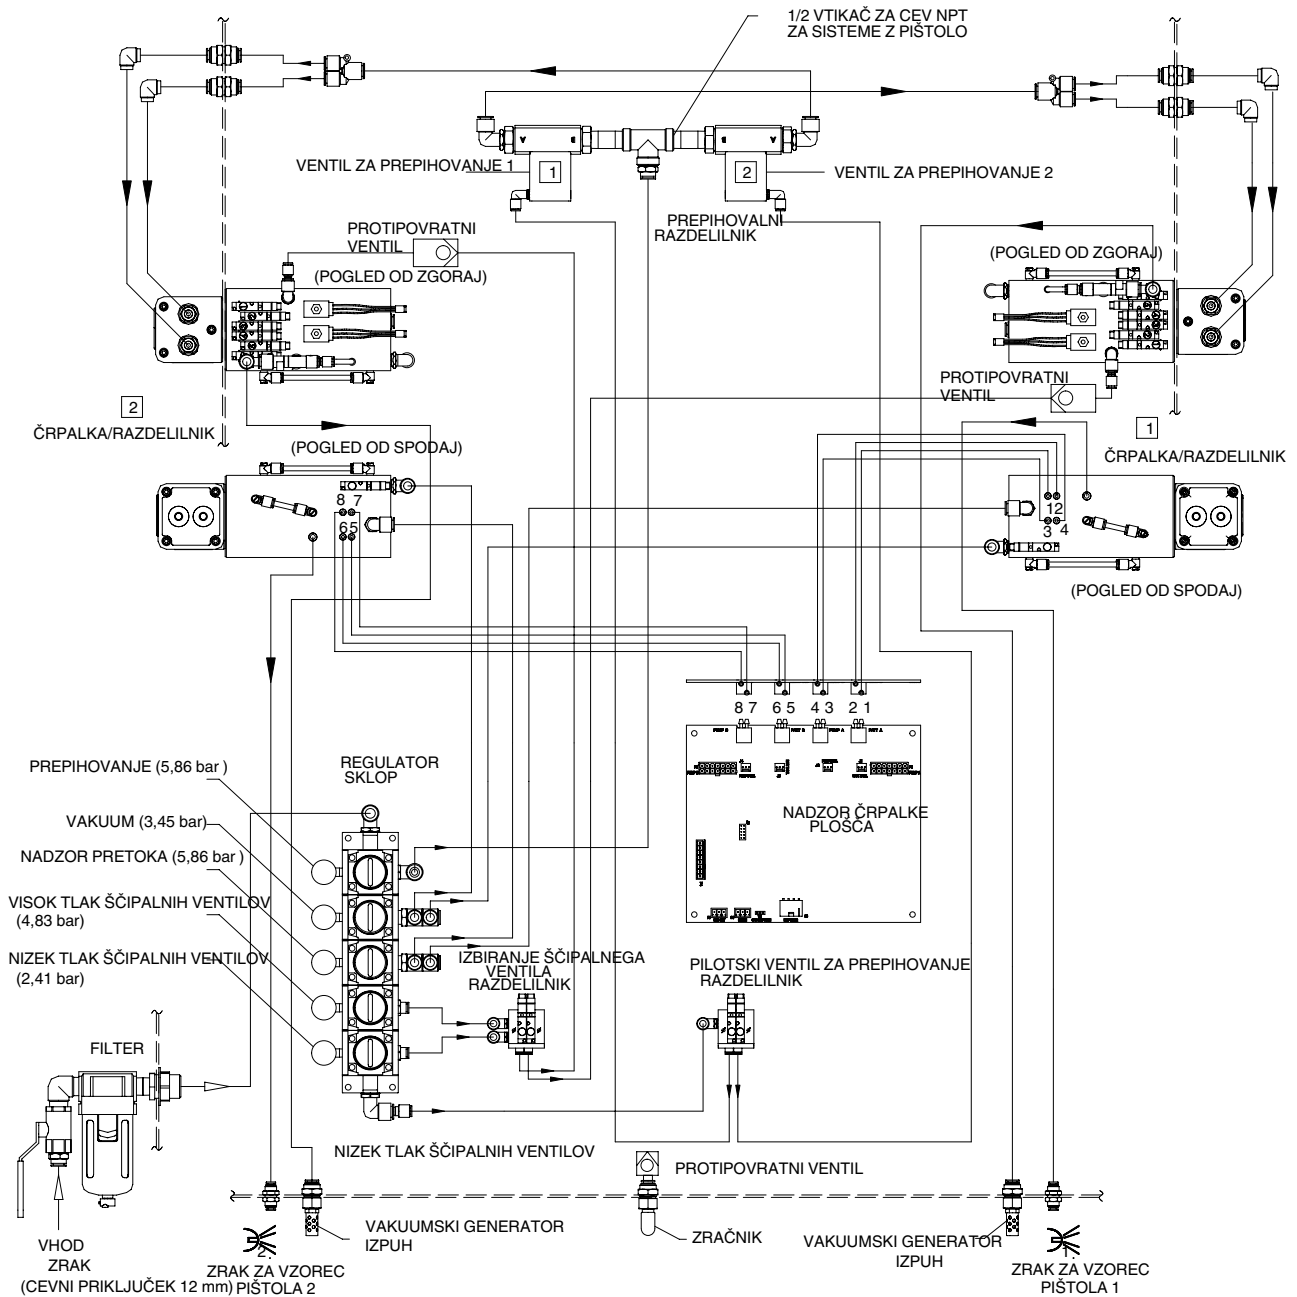 1/2 VTIKAČ ZA CEV NPT
ZA SISTEME Z PIŠTOLO
VENTIL ZA PREPIHOVANJE 1
1
2
VENTIL ZA PREPIHOVANJE 2
PREPIHOVALNI
RAZDELILNIK
PROTIPOVRATNI
VENTIL
(POGLED OD ZGORAJ)
(POGLED OD ZGORAJ)
PROTIPOVRATNI
VENTIL
2
ČRPALKA/RAZDELILNIK
(POGLED OD SPODAJ)
1
ČRPALKA/RAZDELILNIK
8 7
6 5
1 2
3 4
(POGLED OD SPODAJ)
8 7 6 5 4 3 2 1
NADZOR ČRPALKE
PLOŠČA
REGULATOR
SKLOP
PREPIHOVANJE (5,86 bar )
VAKUUM (3,45 bar)
NADZOR PRETOKA (5,86 bar )
VISOK TLAK ŠČIPALNIH VENTILOV
(4,83 bar)
NIZEK TLAK ŠČIPALNIH VENTILOV
(2,41 bar)
IZBIRANJE ŠČIPALNEGA
VENTILA
RAZDELILNIK
PILOTSKI VENTIL ZA PREPIHOVANJE
RAZDELILNIK
FILTER
NIZEK TLAK ŠČIPALNIH VENTILOV
PROTIPOVRATNI VENTIL
VAKUUMSKI GENERATOR
IZPUH
ZRAČNIK
VAKUUMSKI GENERATOR
IZPUH
VHOD
ZRAK
(CEVNI PRIKLJUČEK 12 mm)
2.
ZRAK ZA VZOREC
PIŠTOLA 2
1.
ZRAK ZA VZOREC
PIŠTOLA 1